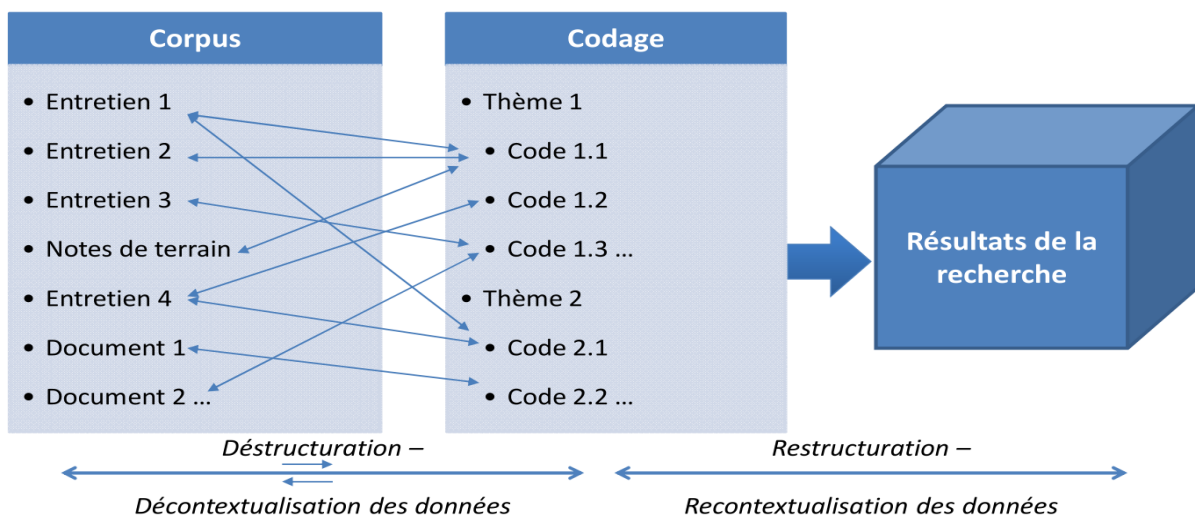 Corpus
• Entretien 1
• Entretien 2
• Entretien 3
• Notes de terrain
• Entretien 4
• Document 1
• Document 2 ...
Codage
• Thème 1
• Code 1.1
• Code 1.2
• Code 1.3 ...
• Thème 2
• Code 2.1
• Code 2.2 ...
Résultats de la
recherche
Déstructuration –
Décontextualisation des données
Restructuration –
Recontextualisation des données